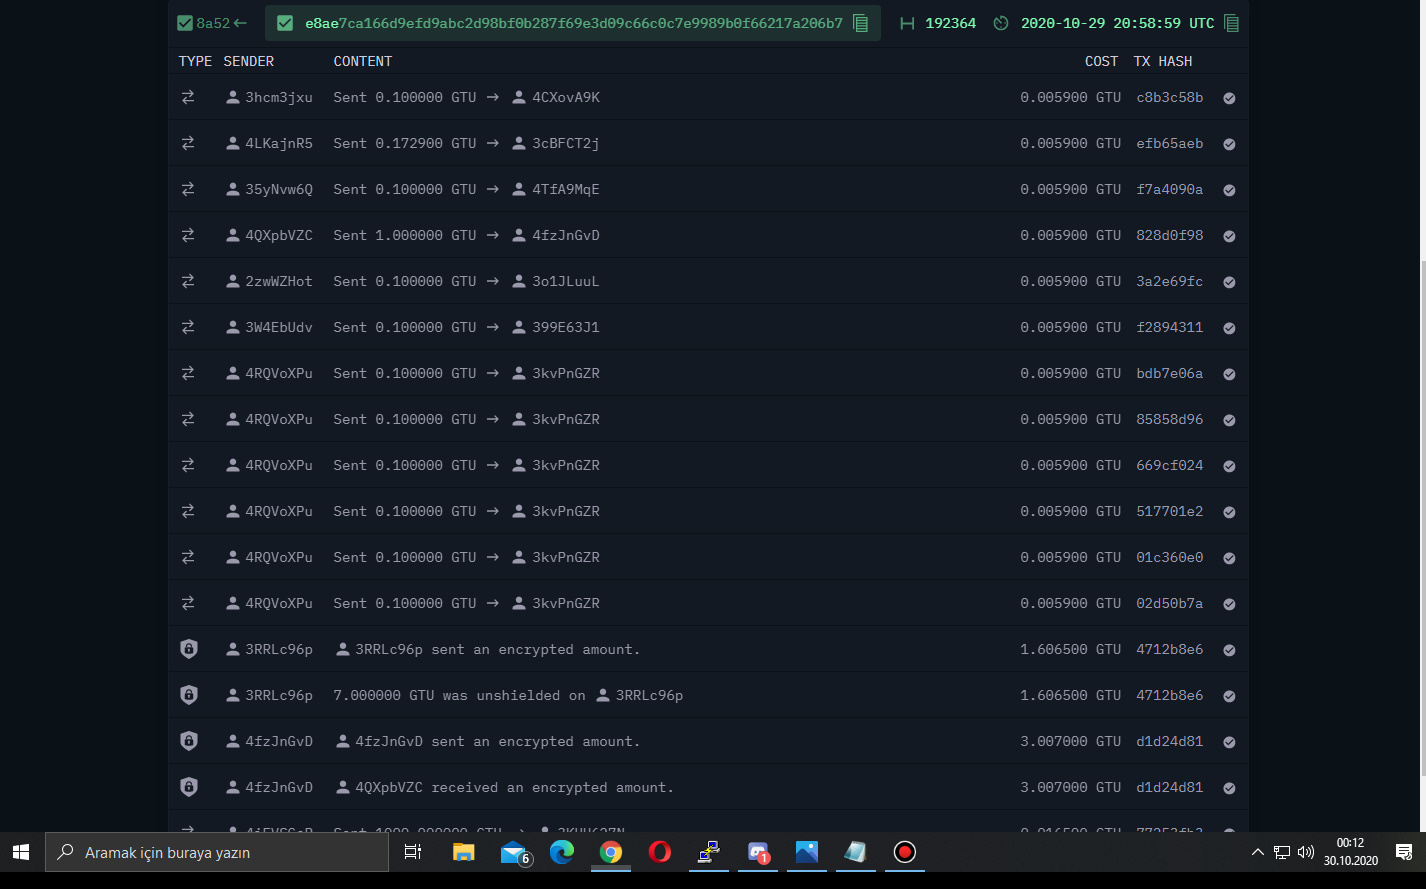 8a52← e8ae7ca166d9efd9abc2d98bf0b287f69e3d09c66c0c7e9989b0f66217a206b7 192364 2020-10-29 20:58:59 UTC
TYPE SENDER CONTENT COST TX HASH
3hcm3jxu Sent 0.100000 GTU → 4CXovA9K 0.005900 GTU c8b3c58b
4LKajnR5 Sent 0.172900 GTU → 3cBFCT2j 0.005900 GTU efb65aeb
35yNvw6Q Sent 0.100000 GTU → 4TfA9MqE 0.005900 GTU f7a4090a
4QXpbVZC Sent 1.000000 GTU → 4fzJnGvD 0.005900 GTU 828d0f98
2zwWZHot Sent 0.100000 GTU → 3o1JLuuL 0.005900 GTU 3a2e69fc
3W4EbUdv Sent 0.100000 GTU → 399E63J1 0.005900 GTU f2894311
4RQVoXPu Sent 0.100000 GTU → 3kvPnGZR 0.005900 GTU bdb7e06a
4RQVoXPu Sent 0.100000 GTU → 3kvPnGZR 0.005900 GTU 85858d96
4RQVoXPu Sent 0.100000 GTU → 3kvPnGZR 0.005900 GTU 669cf024
4RQVoXPu Sent 0.100000 GTU → 3kvPnGZR 0.005900 GTU 517701e2
4RQVoXPu Sent 0.100000 GTU → 3kvPnGZR 0.005900 GTU 01c360e0
4RQVoXPu Sent 0.100000 GTU → 3kvPnGZR 0.005900 GTU 02d50b7a
3RRLc96p 3RRLc96p sent an encrypted amount. 1.606500 GTU 4712b8e6
3RRLc96p 7.000000 GTU was unshielded on 3RRLc96p 1.606500 GTU 4712b8e6
4fzJnGvD 4fzJnGvD sent an encrypted amount. 3.007000 GTU d1d24d81
4fzJnGvD 4QXpbVZC received an encrypted amount. 3.007000 GTU d1d24d81
Sent 1000.000000 GTU → 0.016500 GTU
Aramak için buraya yazın 6 1 00:12
30.10.2020